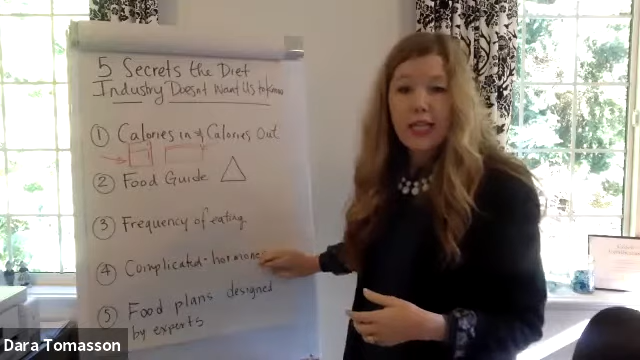 5 Secrets the Diet
Industry Doesn't Want Us to Know
① Calories in & Calories Out
② Food Guide
③ Frequency of eating
④ Complicated - hormone
⑤ Food plans designed
by experts
Dara Tomasson